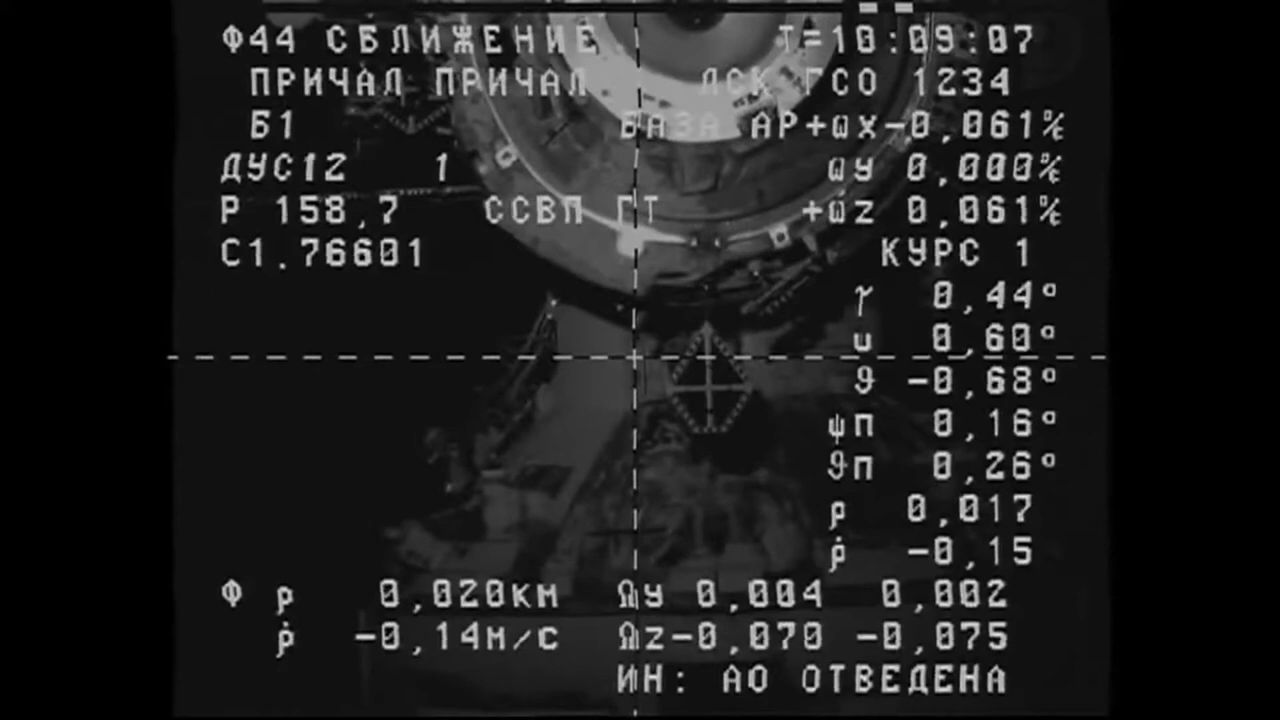 Ф44 СБЛИЖЕНИЕ T=10:09:07
ПРИЧАЛ ПРИЧАЛ ЛСК ГСО 1234
Б1 БАЗА АР+ωx-0,061%
ДУС12 1 ωy 0,000%
Р 158,7 ССВП ГТ +ωz 0,061%
С1.76601 КУРС 1
γ 0,44°
u 0,60°
ϑ -0,68°
ψп 0,16°
ϑп 0,26°
ρ 0,017
ρ̇ -0,15
Ф ρ 0,020км Ωy 0,004 0,002
ρ̇ -0,14м/с Ωz-0,070 -0,075
ИН: АО ОТВЕДЕНА